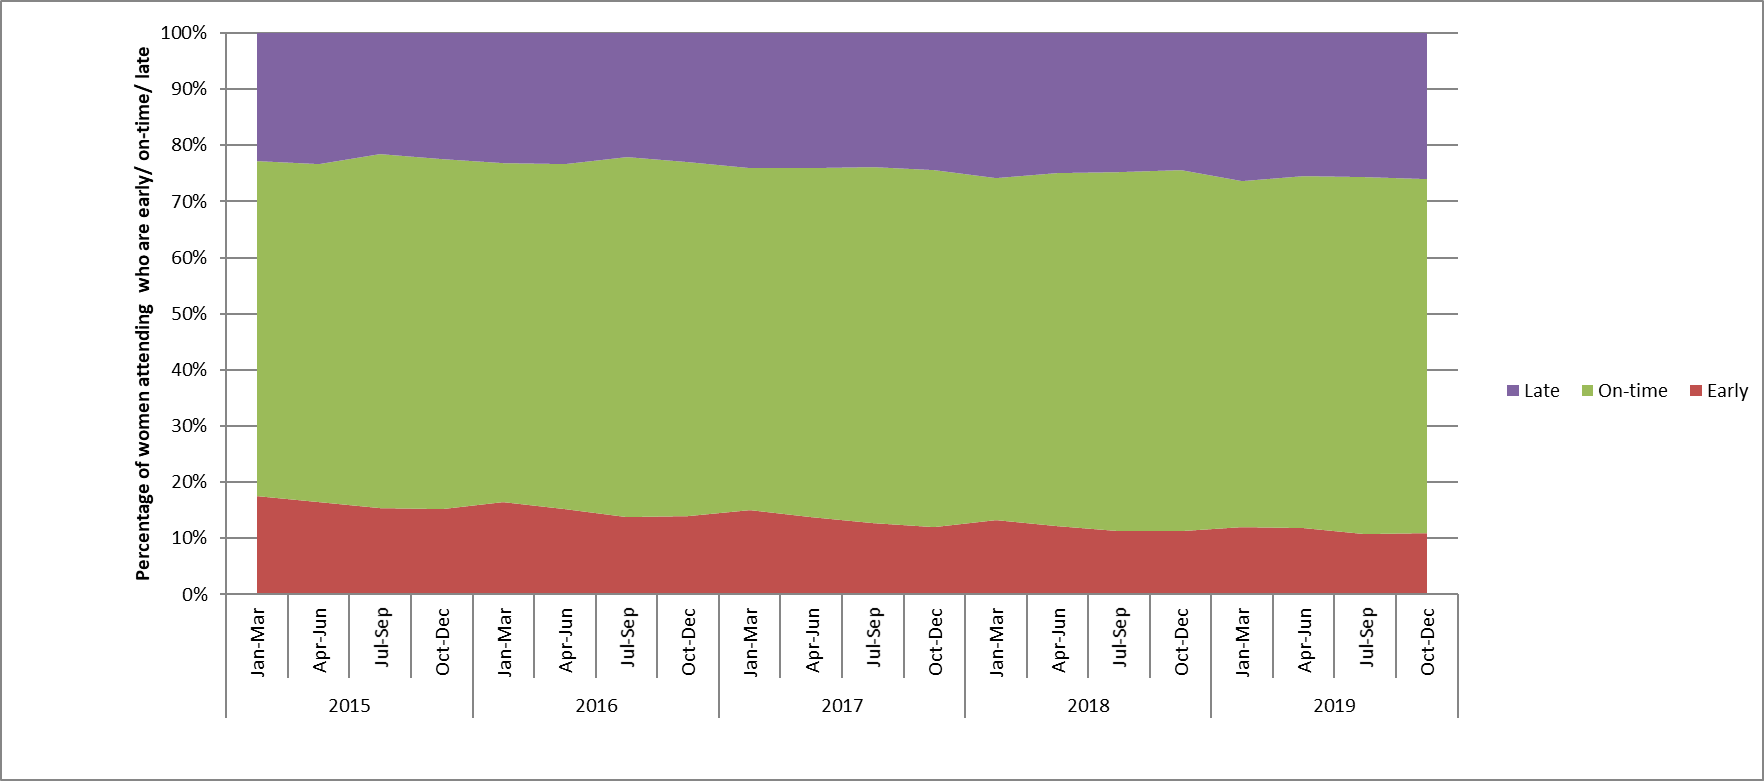 Percentage of women attending  who are early/ on-time/ late
100%
90%
80%
70%
60%
50%
40%
30%
20%
10%
0%
Jan-Mar Apr-Jun Jul-Sep Oct-Dec Jan-Mar Apr-Jun Jul-Sep Oct-Dec Jan-Mar Apr-Jun Jul-Sep Oct-Dec Jan-Mar Apr-Jun Jul-Sep Oct-Dec Jan-Mar Apr-Jun Jul-Sep Oct-Dec
2015 2016 2017 2018 2019
Late On-time Early